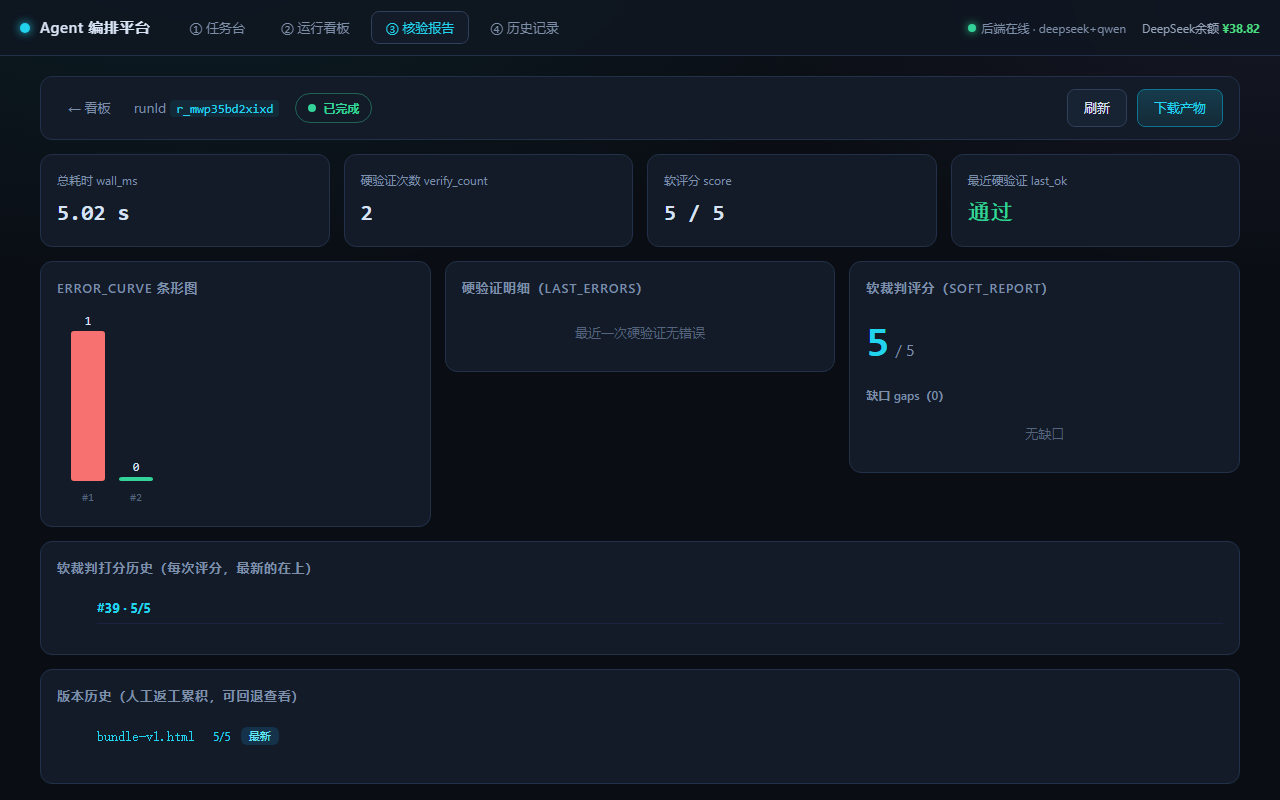 Agent 编排平台 ① 任务台 ② 运行看板 ③ 核验报告 ④ 历史记录 后端在线 · deepseek+qwen DeepSeek余额 ¥38.82
← 看板 runId r_mwp35bd2xixd 已完成 刷新 下载产物
总耗时 wall_ms
5.02 s
硬验证次数 verify_count
2
软评分 score
5 / 5
最近硬验证 last_ok
通过
ERROR_CURVE 条形图
1
0
#1 #2
硬验证明细（LAST_ERRORS）
最近一次硬验证无错误
软裁判评分（SOFT_REPORT）
5 / 5
缺口 gaps（0）
无缺口
软裁判打分历史（每次评分，最新的在上）
#39 · 5/5
版本历史（人工返工累积，可回退查看）
bundle-v1.html 5/5 最新